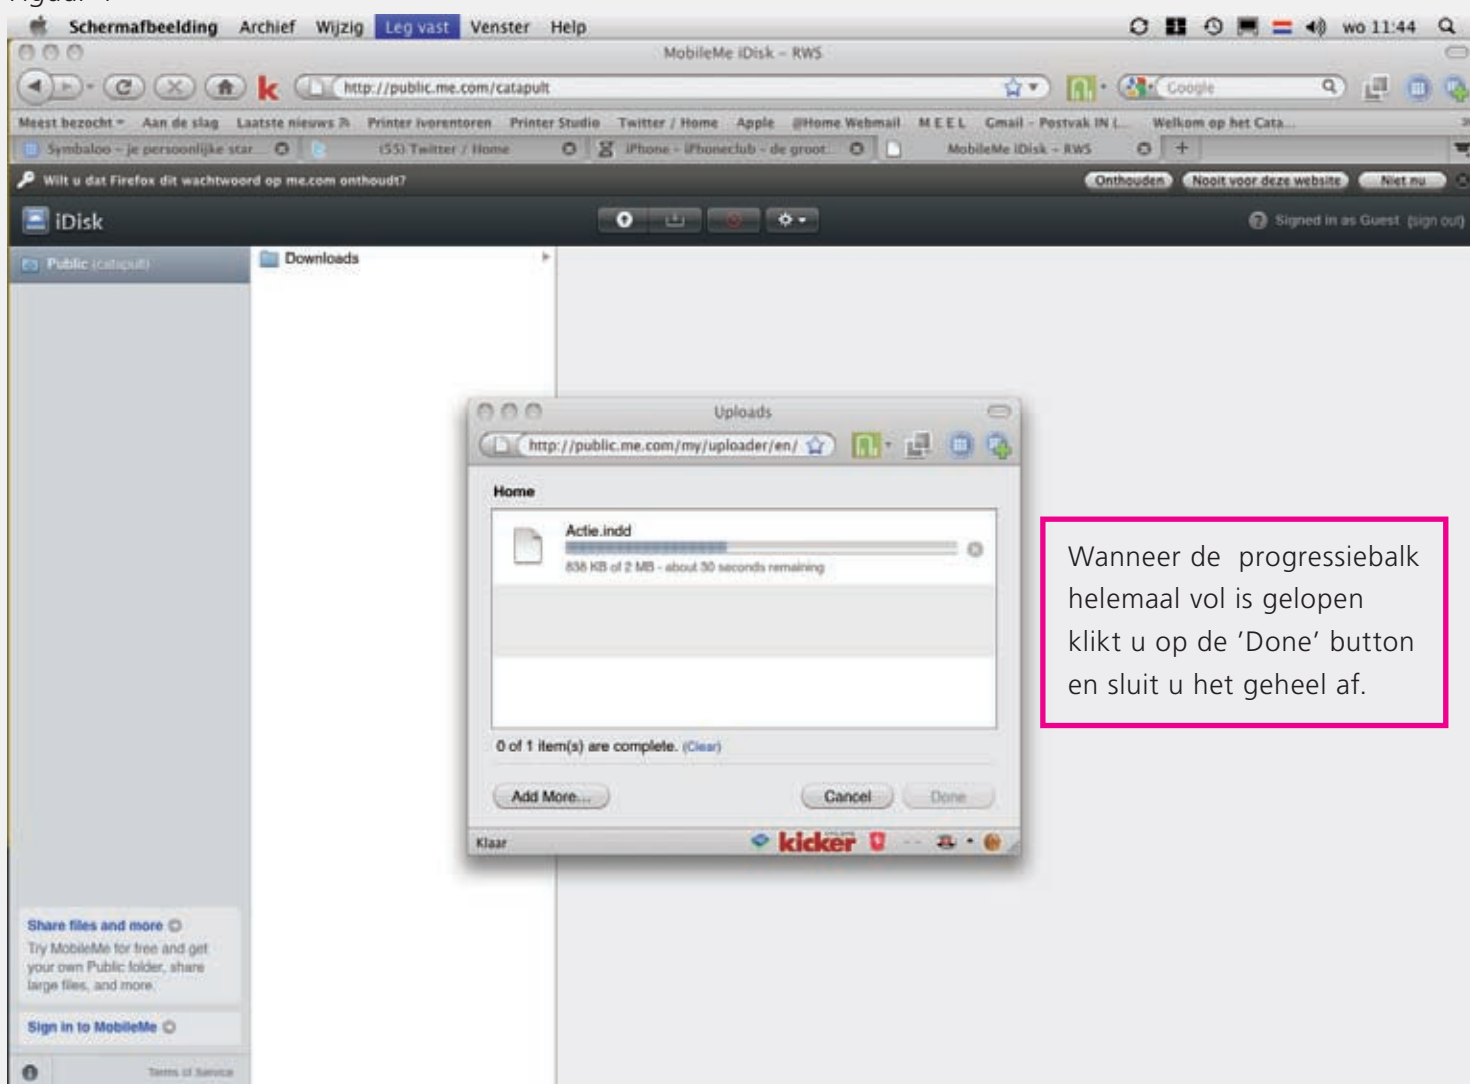 Schermafbeelding Archief Wijzig Leg vast Venster Help wo 11:44
MobileMe iDisk – RWS
k http://public.me.com/catapult Google
Meest bezocht Aan de slag Laatste nieuws Printer Ivorentoren Printer Studio Twitter / Home Apple @Home Webmail M E E L Gmail – Postvak IN (... Welkom op het Cata...
Symbaloo – je persoonlijke star... (55) Twitter / Home iPhone – iPhoneclub – de groot... MobileMe iDisk – RWS +
Wilt u dat Firefox dit wachtwoord op me.com onthoudt? Onthouden Nooit voor deze website Niet nu
iDisk Signed in as Guest (sign out)
Public (catapult) Downloads
Uploads
http://public.me.com/my/uploader/en/
Home
Actie.indd
838 KB of 2 MB - about 30 seconds remaining
0 of 1 item(s) are complete. (Clear)
Add More... Cancel Done
Klaar kicker
Wanneer de progressiebalk
helemaal vol is gelopen
klikt u op de ’Done’ button
en sluit u het geheel af.
Share files and more
Try MobileMe for free and get
your own Public folder, share
large files, and more.
Sign in to MobileMe
Terms of Service